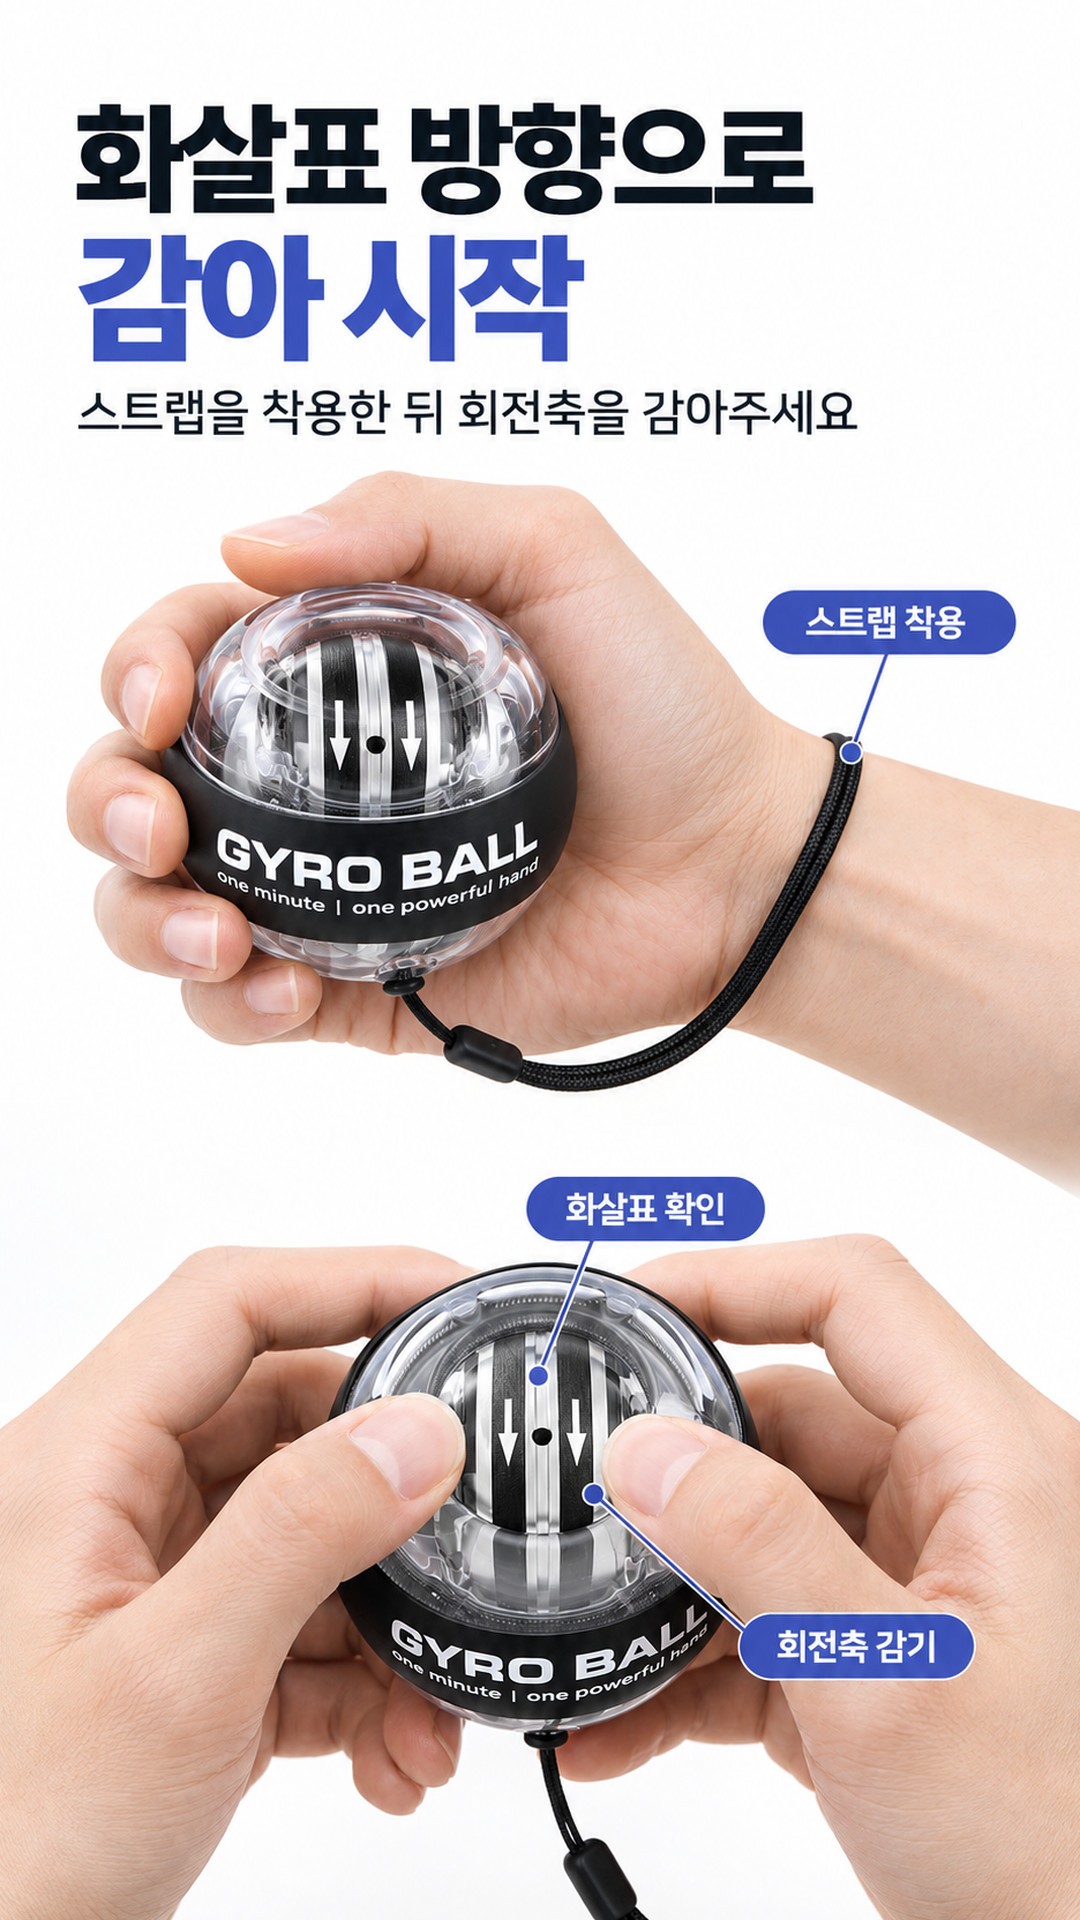 화살표 방향으로
감아 시작
스트랩을 착용한 뒤 회전축을 감아주세요
스트랩 착용
GYRO BALL
one minute | one powerful hand
화살표 확인
회전축 감기
GYRO BALL
one minute | one powerful hand